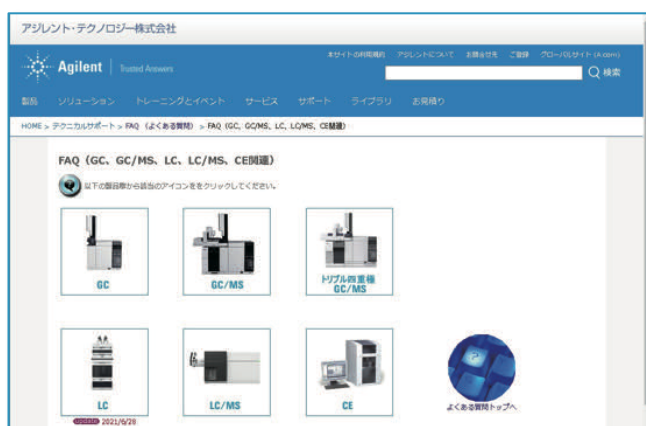 アジレント・テクノロジー株式会社
本サイトの利用規約 アジレントについて お問合せ先 ご登録 グローバルサイト (A.com)
Agilent Trusted Answers
検索
製品 ソリューション トレーニングとイベント サービス サポート ライブラリ お見積り
HOME > テクニカルサポート > FAQ (よくある質問) > FAQ (GC、GC/MS、LC、LC/MS、CE関連)
FAQ (GC、GC/MS、LC、LC/MS、CE関連)
以下の製品群から該当のアイコンををクリックしてください。
GC
GC/MS
トリプル四重極
GC/MS
LC
LC/MS
CE
よくある質問トップへ
2021/6/28